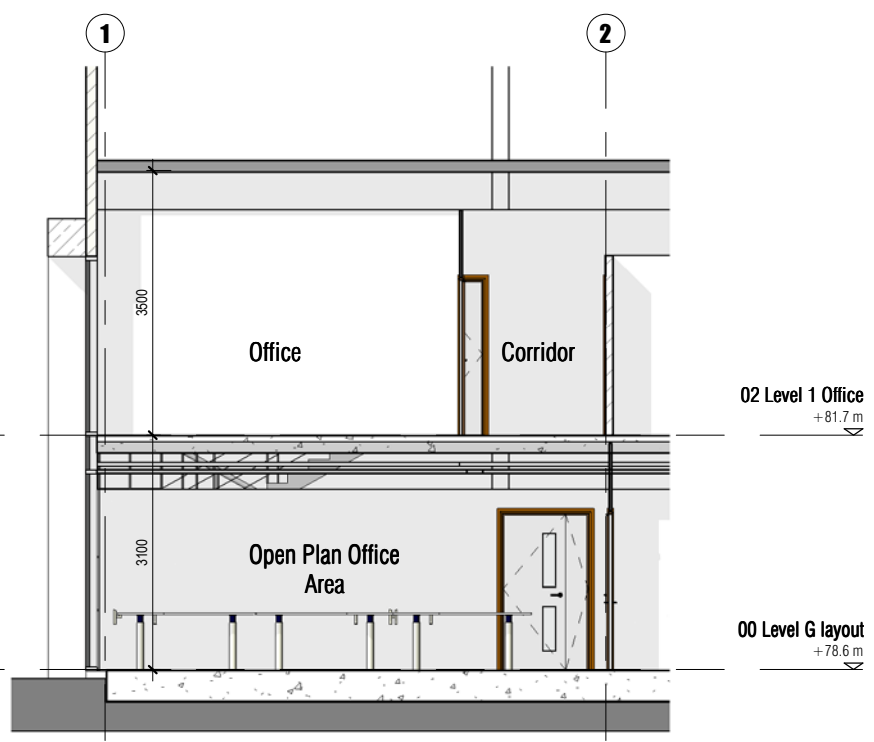 1
2
3500
Office
Corridor
02 Level 1 Office
+81.7 m
3100
Open Plan Office
Area
00 Level G layout
+78.6 m